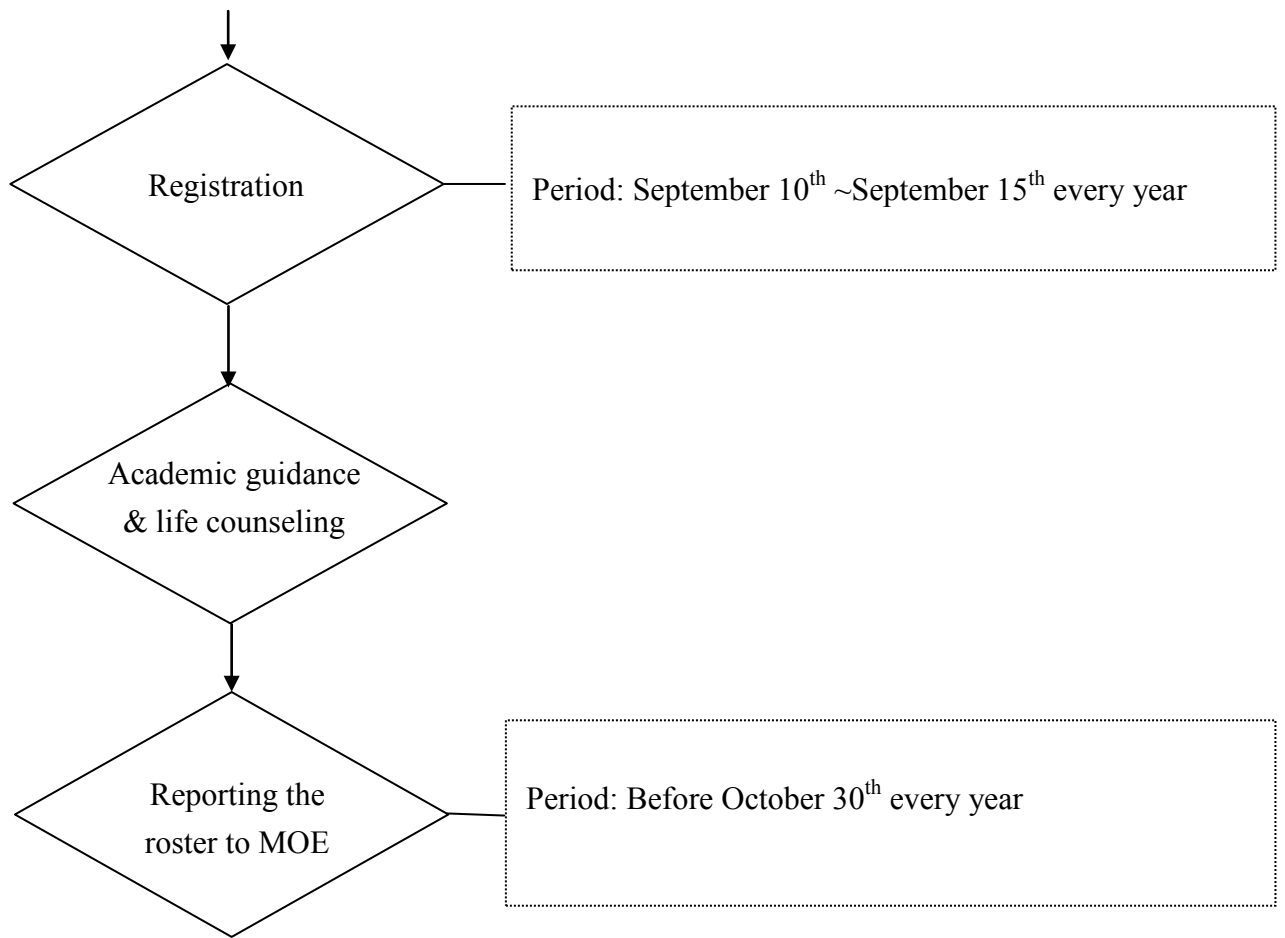 Registration
Period: September 10th ~September 15th every year
Academic guidance
& life counseling
Reporting the
roster to MOE
Period: Before October 30th every year